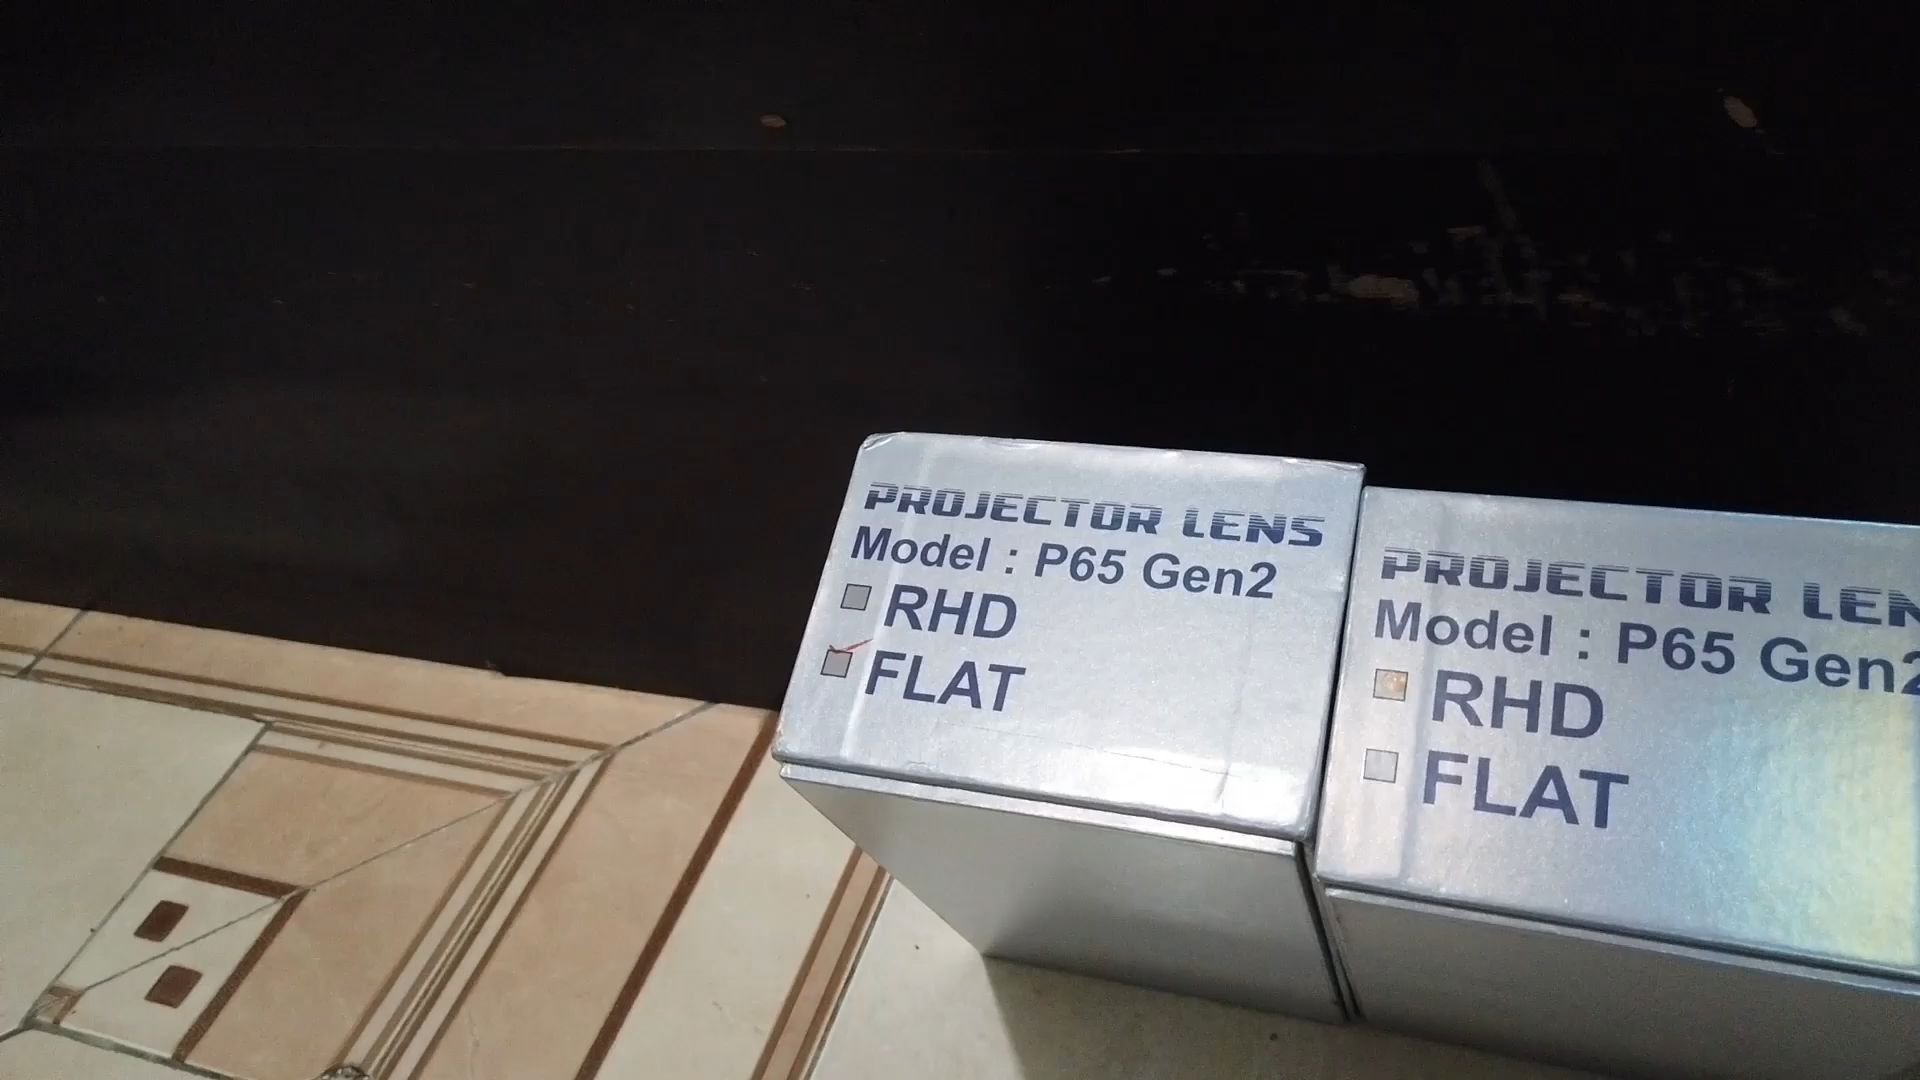 PROJECTOR LENS
Model : P65 Gen2
RHD
FLAT
PROJECTOR LEN
Model : P65 Gen2
RHD
FLAT